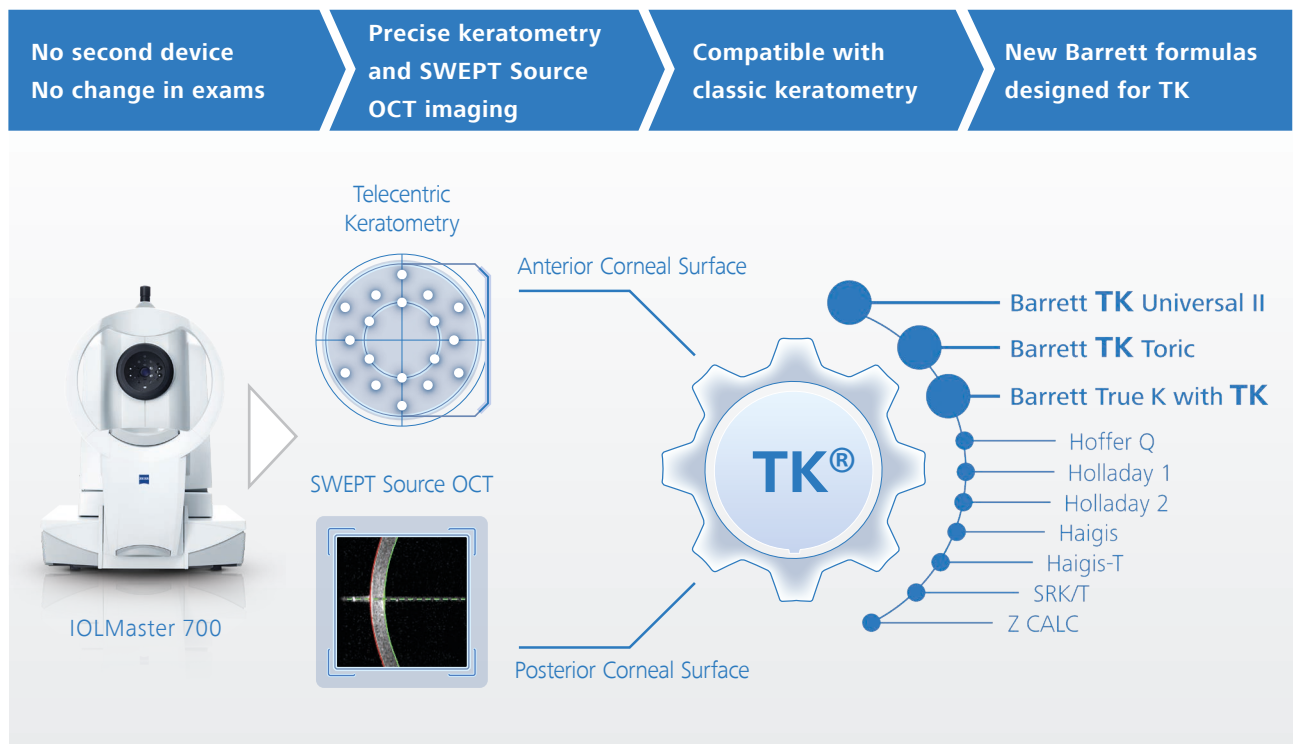 No second device
No change in exams
Precise keratometry
and SWEPT Source
OCT imaging
Compatible with
classic keratometry
New Barrett formulas
designed for TK
Telecentric
Keratometry
Anterior Corneal Surface
SWEPT Source OCT
IOLMaster 700
Posterior Corneal Surface
TK®
Barrett TK Universal II
Barrett TK Toric
Barrett True K with TK
Hoffer Q
Holladay 1
Holladay 2
Haigis
Haigis-T
SRK/T
Z CALC